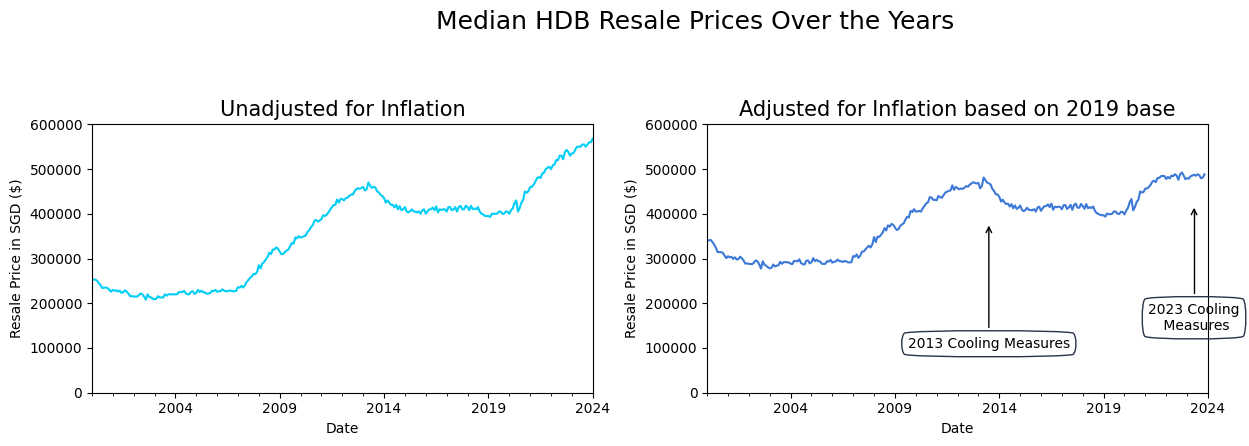 Median HDB Resale Prices Over the Years
Unadjusted for Inflation
600000
500000
400000
300000
200000
100000
0
Resale Price in SGD ($)
2004 2009 2014 2019 2024
Date
Adjusted for Inflation based on 2019 base
600000
500000
400000
300000
200000
100000
0
Resale Price in SGD ($)
2013 Cooling Measures
2023 Cooling
Measures
2004 2009 2014 2019 2024
Date